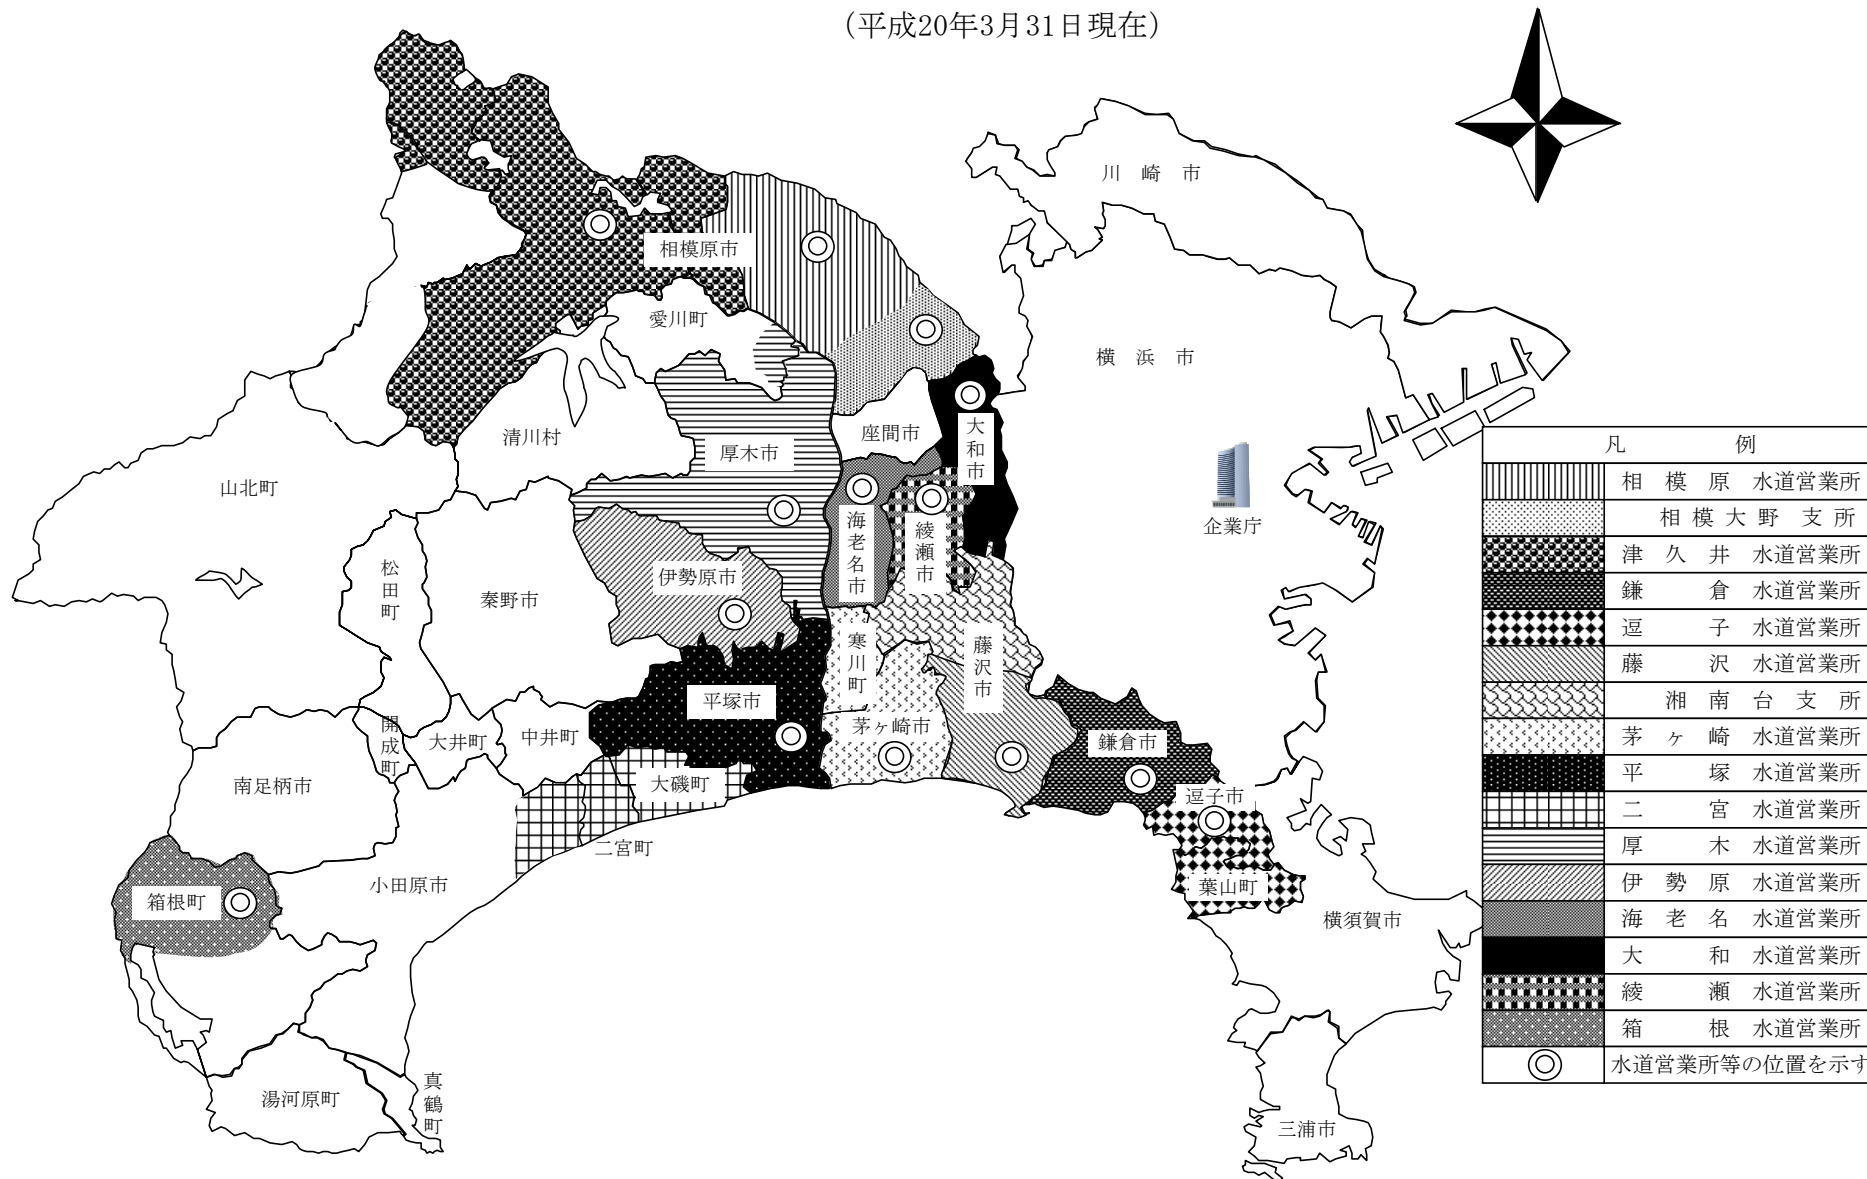 （平成20年3月31日現在）
川崎市
相模原市
愛川町
横浜市
清川村
厚木市
座間市
大和市
山北町
海老名市
綾瀬市
企業庁
松田町
秦野市
伊勢原市
寒川町
藤沢市
平塚市
茅ヶ崎市
開成町
大井町
中井町
鎌倉市
南足柄市
大磯町
逗子市
二宮町
小田原市
葉山町
箱根町
横須賀市
湯河原町
真鶴町
三浦市
凡例
相模原 水道営業所
相模大野 支所
津久井 水道営業所
鎌倉 水道営業所
逗子 水道営業所
藤沢 水道営業所
湘南台支所
茅ヶ崎 水道営業所
平塚 水道営業所
二宮 水道営業所
厚木 水道営業所
伊勢原 水道営業所
海老名 水道営業所
大和 水道営業所
綾瀬 水道営業所
箱根 水道営業所
水道営業所等の位置を示す